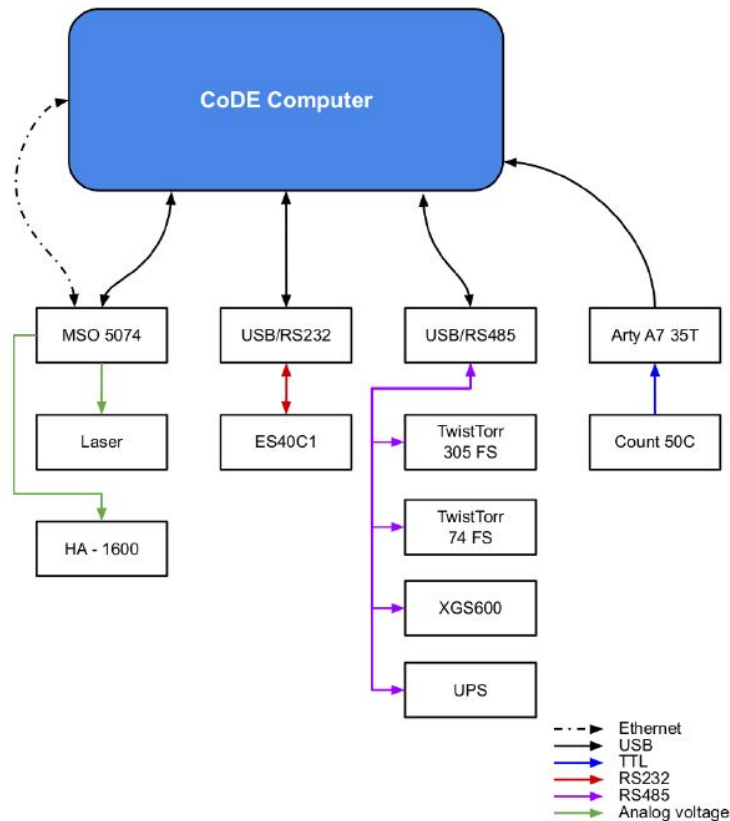 CoDE Computer
MSO 5074
USB/RS232
USB/RS485
Arty A7 35T
Laser
ES40C1
TwistTorr
305 FS
Count 50C
HA - 1600
TwistTorr
74 FS
XGS600
UPS
Ethernet
USB
TTL
RS232
RS485
Analog voltage